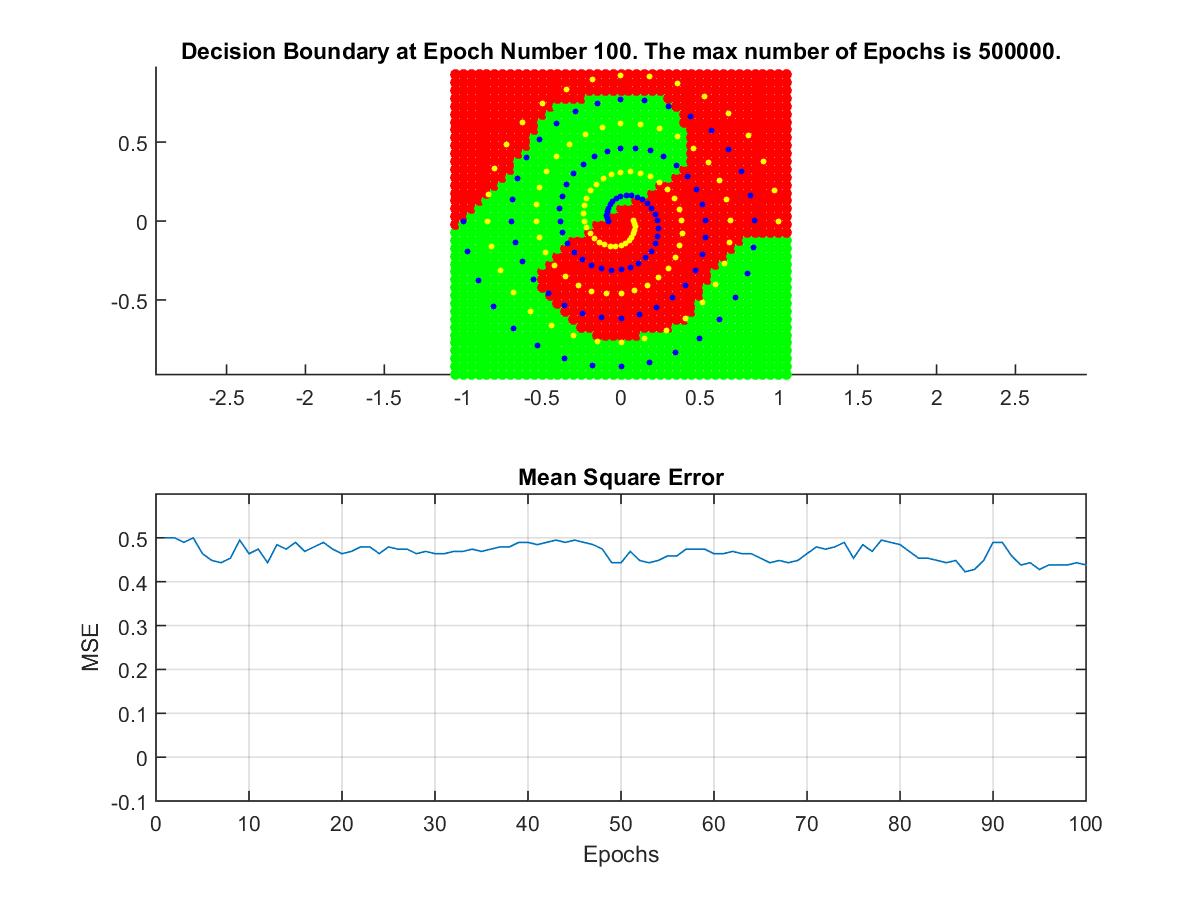 Decision Boundary at Epoch Number 100. The max number of Epochs is 500000.
0.5
0
-0.5
-2.5 -2 -1.5 -1 -0.5 0 0.5 1 1.5 2 2.5
Mean Square Error
0.5
0.4
0.3
0.2
0.1
0
-0.1
MSE
0 10 20 30 40 50 60 70 80 90 100
Epochs